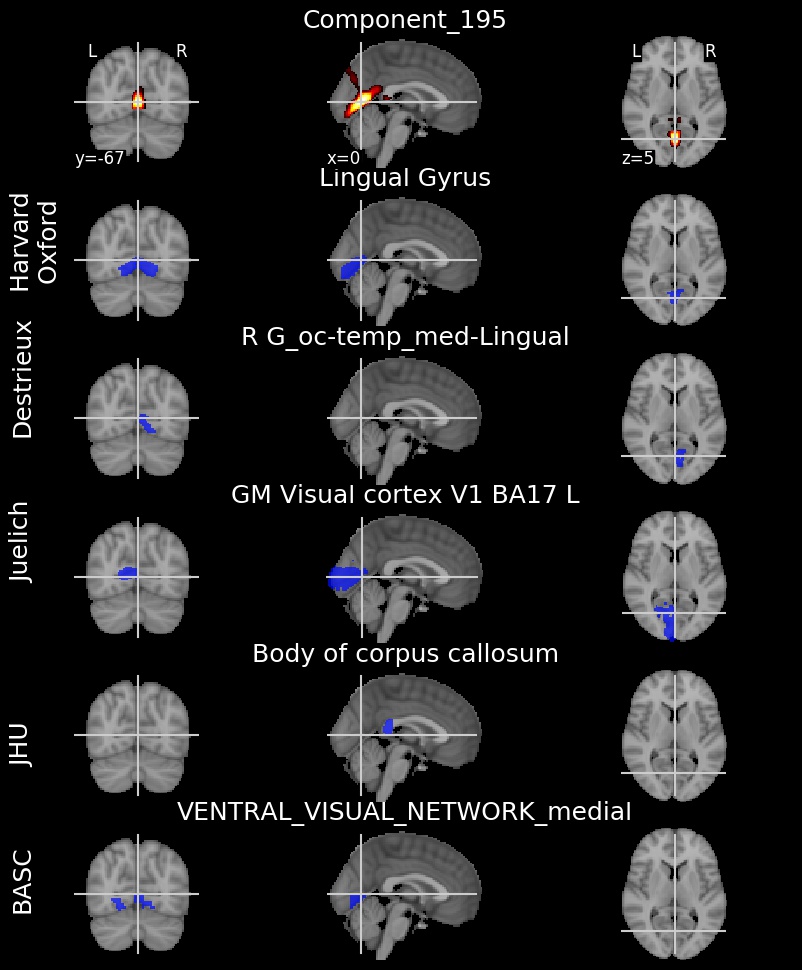 Component_195
L R L R
y=-67 x=0 z=5
Lingual Gyrus
Harvard
Oxford
R G_oc-temp_med-Lingual
Destrieux
GM Visual cortex V1 BA17 L
Juelich
Body of corpus callosum
JHU
VENTRAL_VISUAL_NETWORK_medial
BASC